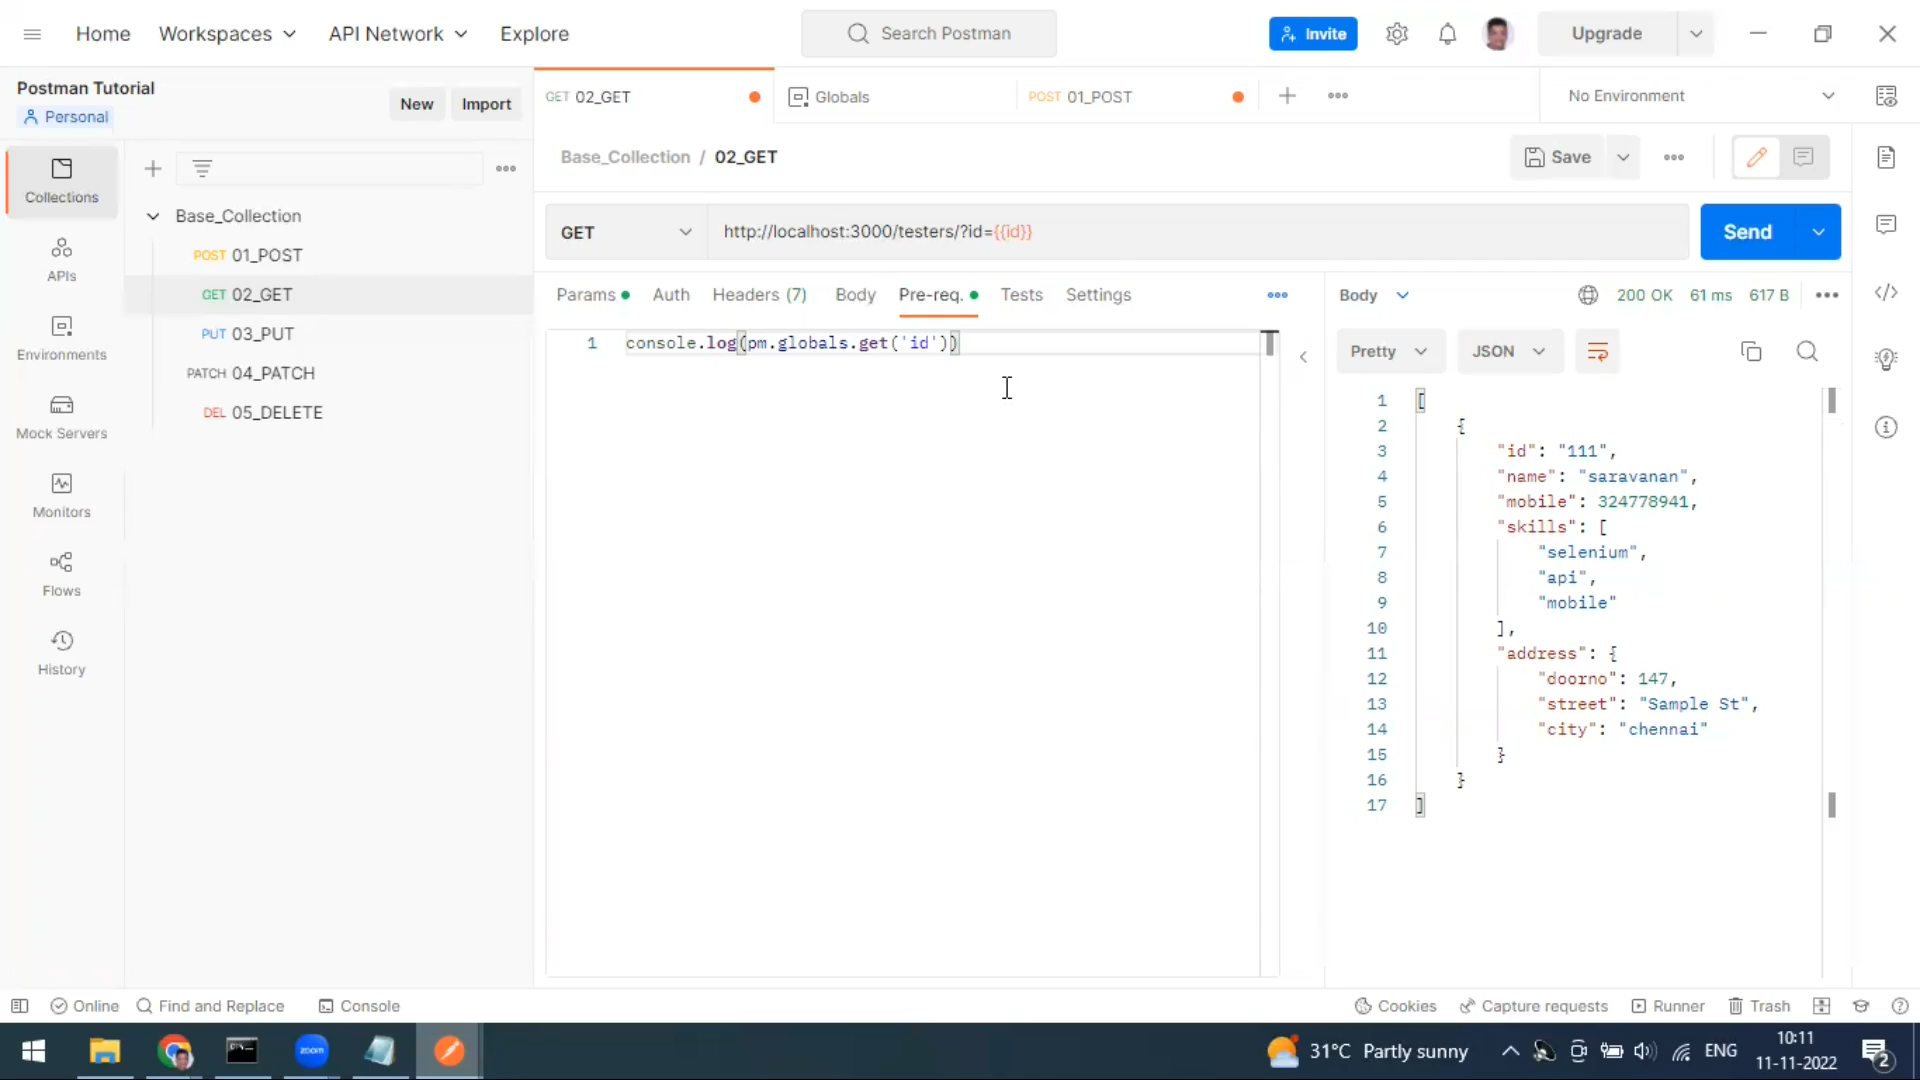 Home
Workspaces
API Network
Explore
Search Postman
Invite
Upgrade
Postman Tutorial
Personal
New
Import
GET 02_GET
Globals
POST 01_POST
No Environment
Collections
APIs
Environments
Mock Servers
Monitors
Flows
History
Base_Collection
POST 01_POST
GET 02_GET
PUT 03_PUT
PATCH 04_PATCH
DEL 05_DELETE
Base_Collection / 02_GET
Save
GET
http://localhost:3000/testers/?id={{id}}
Send
Params
Auth
Headers (7)
Body
Pre-req.
Tests
Settings
1 console.log(pm.globals.get('id'))
Body
200 OK 61 ms 617 B
Pretty
JSON
1 [
2 {
3 "id": "111",
4 "name": "saravanan",
5 "mobile": 324778941,
6 "skills": [
7 "selenium",
8 "api",
9 "mobile"
10 ],
11 "address": {
12 "doorno": 147,
13 "street": "Sample St",
14 "city": "chennai"
15 }
16 }
17 ]
Online
Find and Replace
Console
Cookies
Capture requests
Runner
Trash
zoom
31°C Partly sunny
ENG
10:11
11-11-2022
2